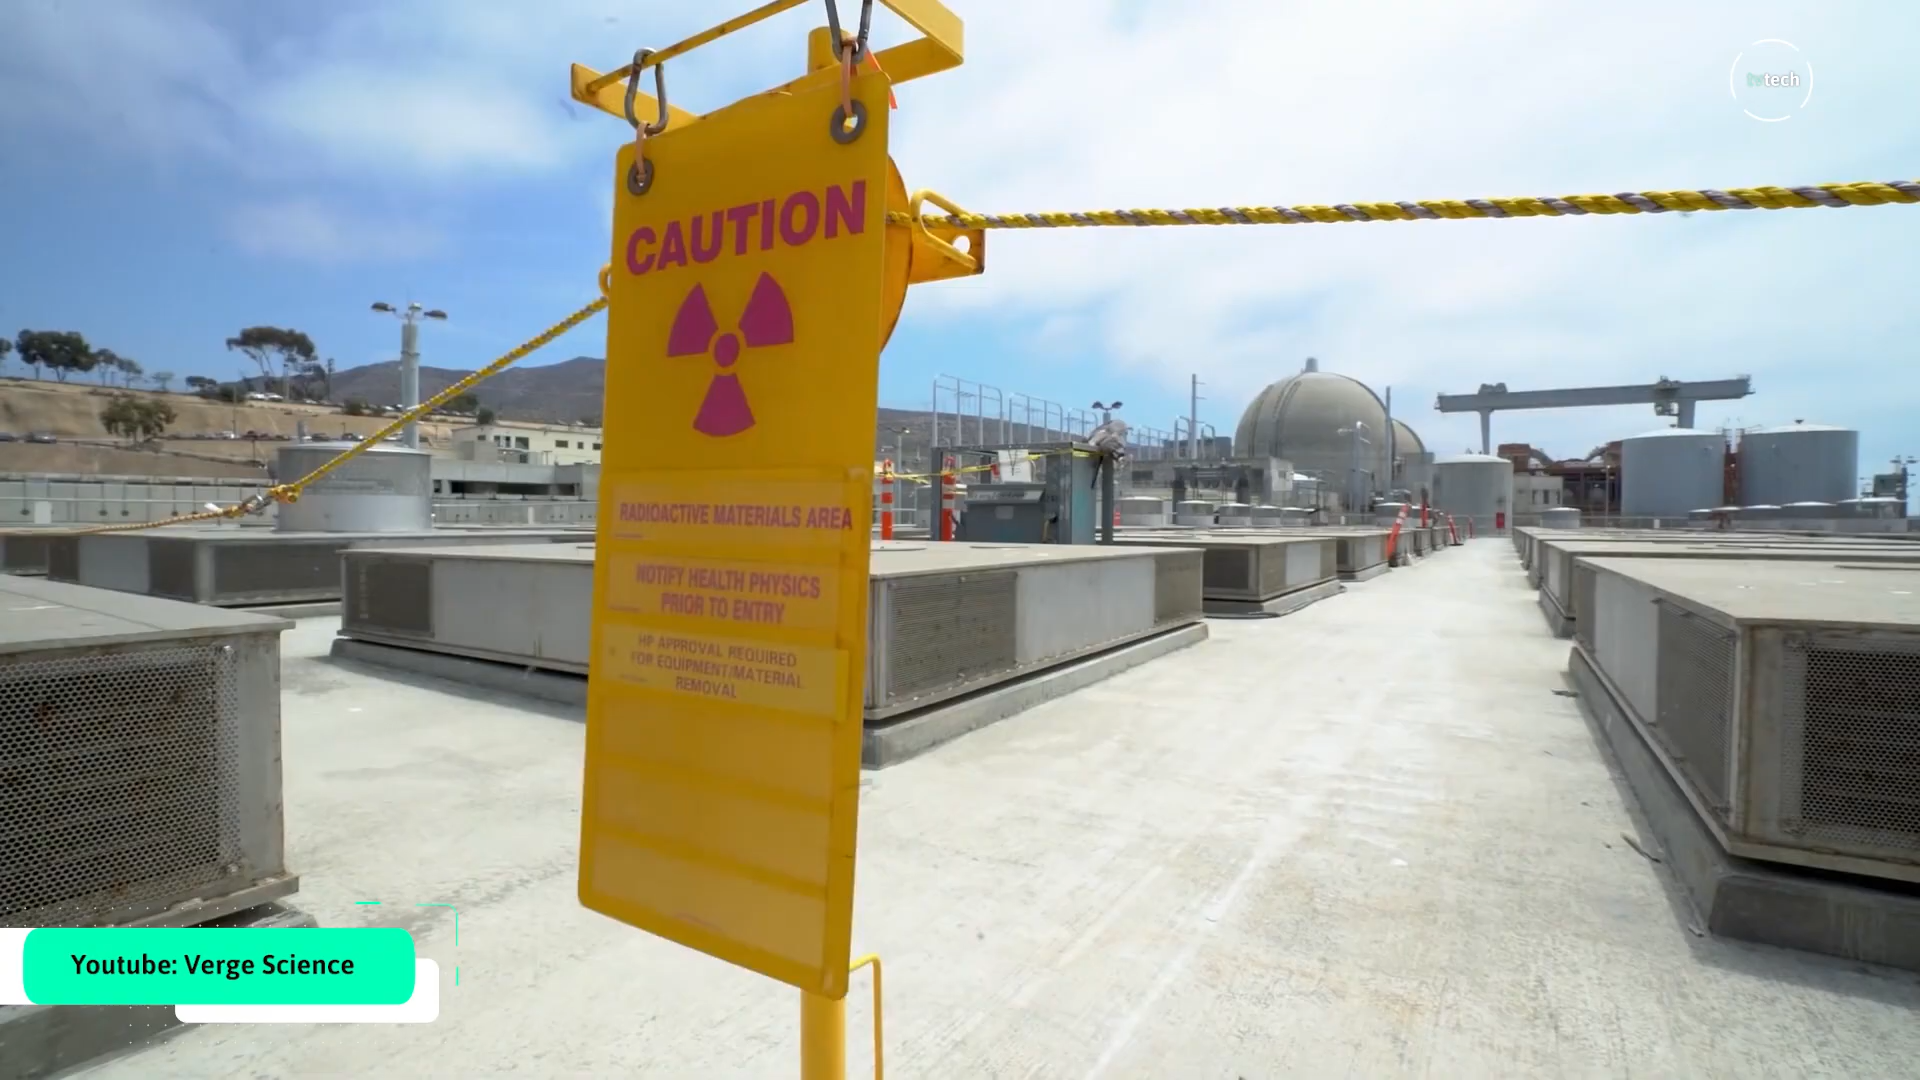 tvtech
CAUTION
RADIOACTIVE MATERIALS AREA
NOTIFY HEALTH PHYSICS
PRIOR TO ENTRY
HP APPROVAL REQUIRED
FOR EQUIPMENT/MATERIAL
REMOVAL
Youtube: Verge Science